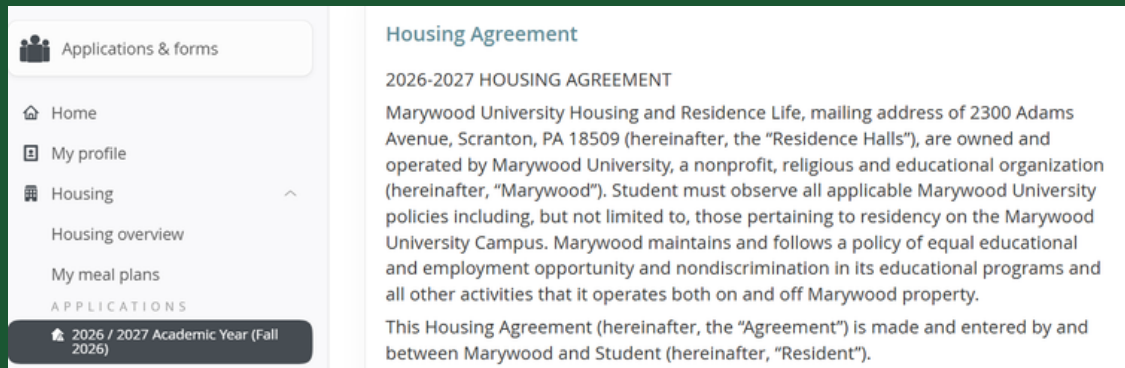 Applications & forms
Home
My profile
Housing
Housing overview
My meal plans
APPLICATIONS
2026 / 2027 Academic Year (Fall
2026)
Housing Agreement
2026-2027 HOUSING AGREEMENT
Marywood University Housing and Residence Life, mailing address of 2300 Adams
Avenue, Scranton, PA 18509 (hereinafter, the “Residence Halls”), are owned and
operated by Marywood University, a nonprofit, religious and educational organization
(hereinafter, “Marywood”). Student must observe all applicable Marywood University
policies including, but not limited to, those pertaining to residency on the Marywood
University Campus. Marywood maintains and follows a policy of equal educational
and employment opportunity and nondiscrimination in its educational programs and
all other activities that it operates both on and off Marywood property.
This Housing Agreement (hereinafter, the “Agreement”) is made and entered by and
between Marywood and Student (hereinafter, “Resident”).